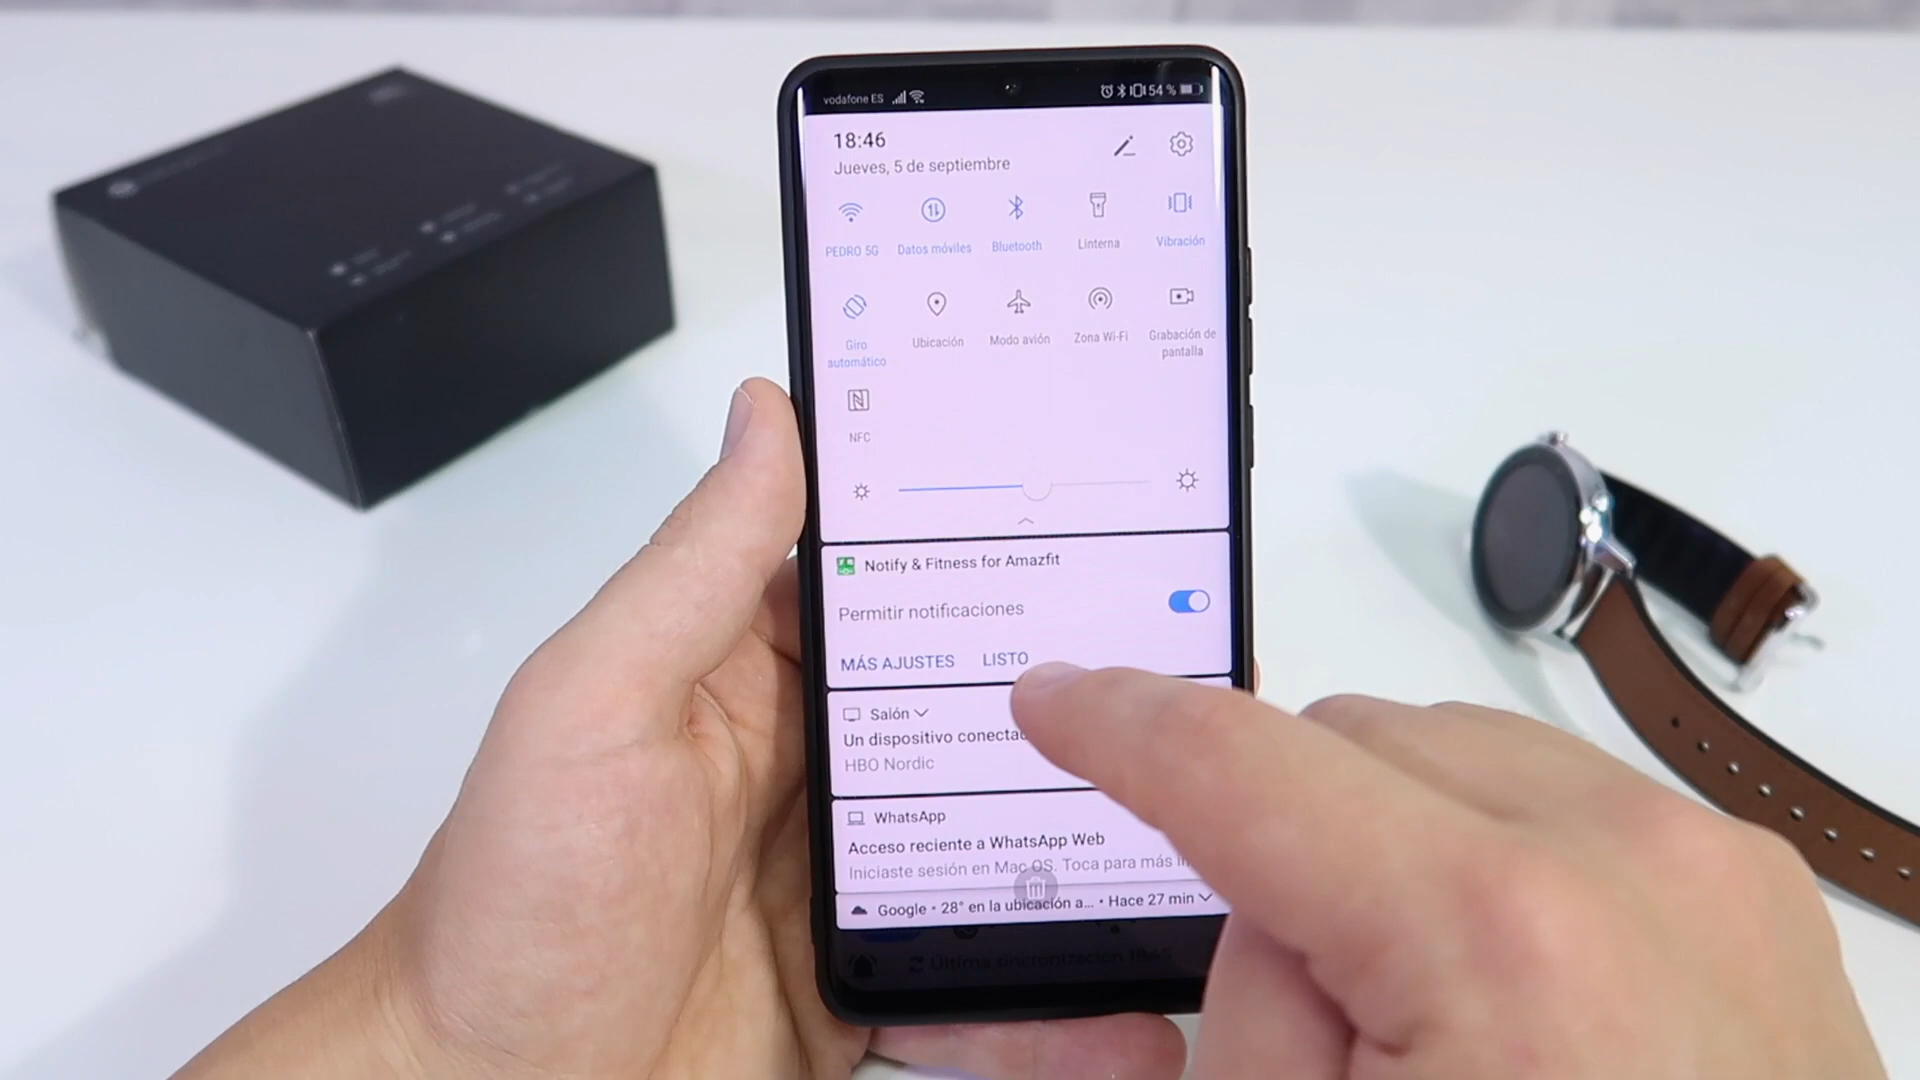 vodafone ES
54 %
18:46
Jueves, 5 de septiembre
PEDRO 5G
Datos móviles
Bluetooth
Linterna
Vibración
Giro
automático
Ubicación
Modo avión
Zona Wi-Fi
Grabación de
pantalla
NFC
Notify & Fitness for Amazfit
Permitir notificaciones
MÁS AJUSTES
LISTO
Salón
Un dispositivo
HBO Nordic
WhatsApp
Acceso reciente a WhatsApp Web
Iniciaste sesión en Mac OS. Toca para más
Google • 28° en la ubicación a... • Hace 27 min
Última sincronización